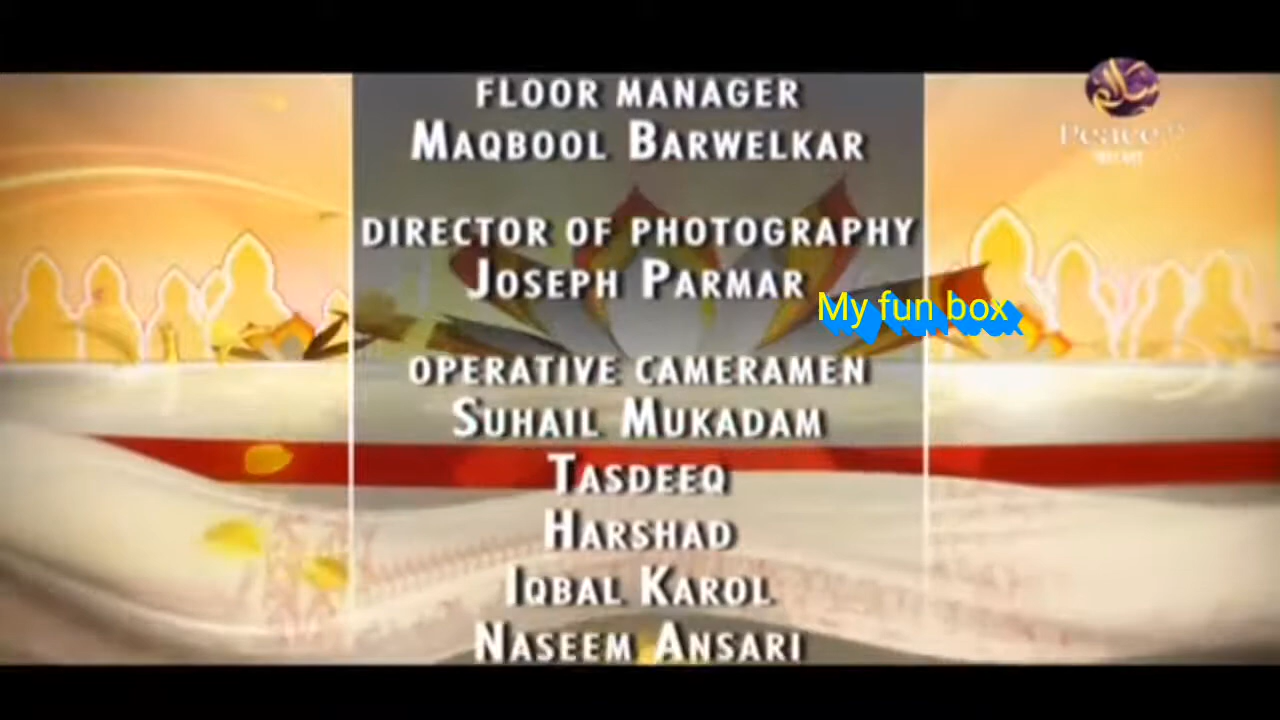 FLOOR MANAGER
MAQBOOL BARWELKAR
DIRECTOR OF PHOTOGRAPHY
JOSEPH PARMAR
My fun box
OPERATIVE CAMERAMEN
SUHAIL MUKADAM
TASDEEQ
HARSHAD
IQBAL KAROL
NASEEM ANSARI
Peace